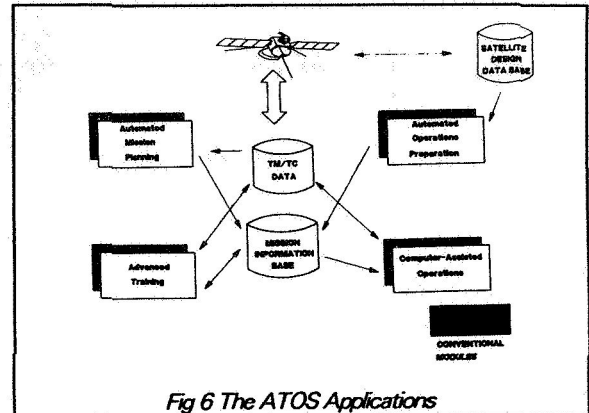 SATELLITE
DESIGN
DATA BASE
Automated
Mission
Planning
TM/TC
DATA
Automated
Operations
Preparation
MISSION
INFORMATION
BASE
Advanced
Training
Computer-Assisted
Operations
CONVENTIONAL
MODULES
Fig 6 The ATOS Applications